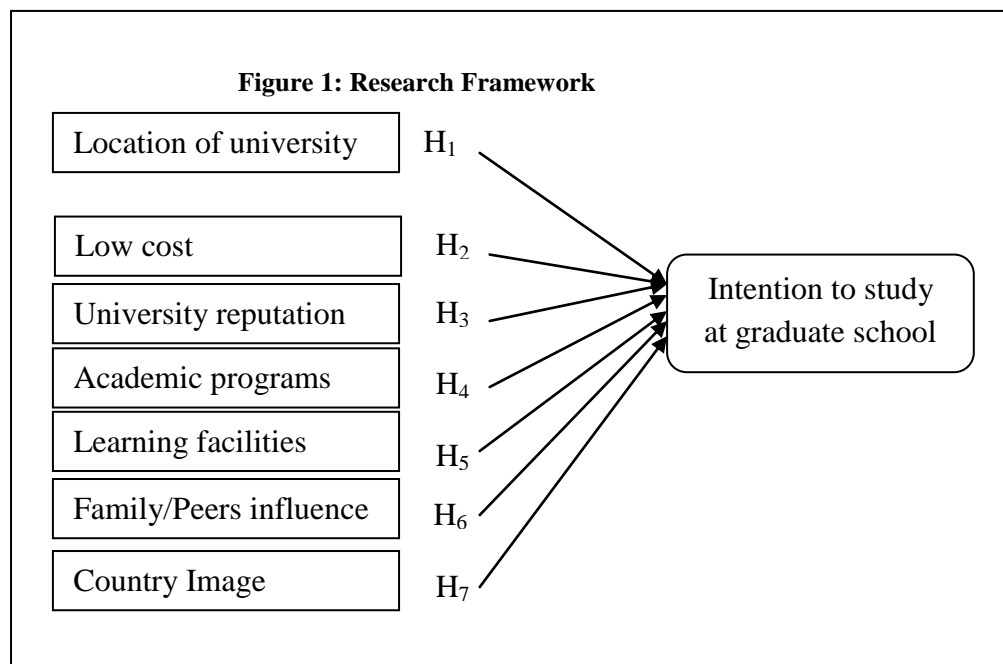 Figure 1: Research Framework
Location of university H₁
Low cost H₂
University reputation H₃
Academic programs H₄
Learning facilities H₅
Family/Peers influence H₆
Country Image H₇
Intention to study
at graduate school